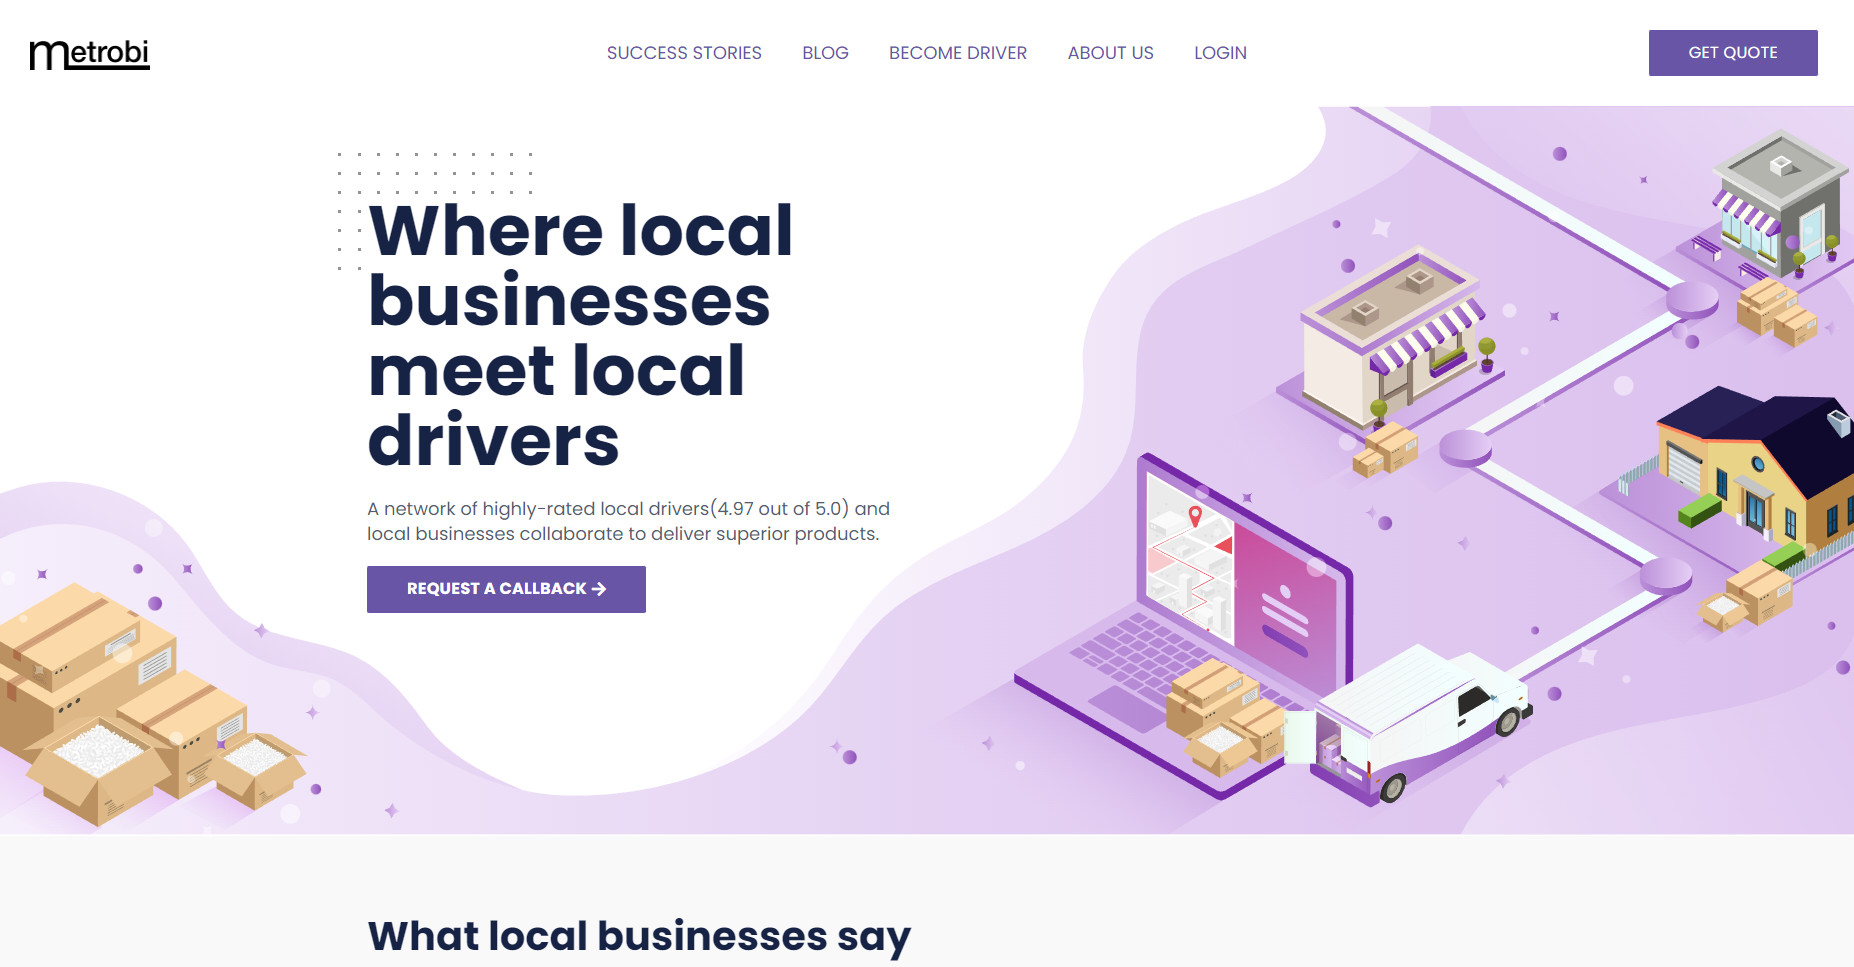 metrobi
SUCCESS STORIES
BLOG
BECOME DRIVER
ABOUT US
LOGIN
GET QUOTE
Where local
businesses
meet local
drivers
A network of highly-rated local drivers(4.97 out of 5.0) and
local businesses collaborate to deliver superior products.
REQUEST A CALLBACK →
What local businesses say